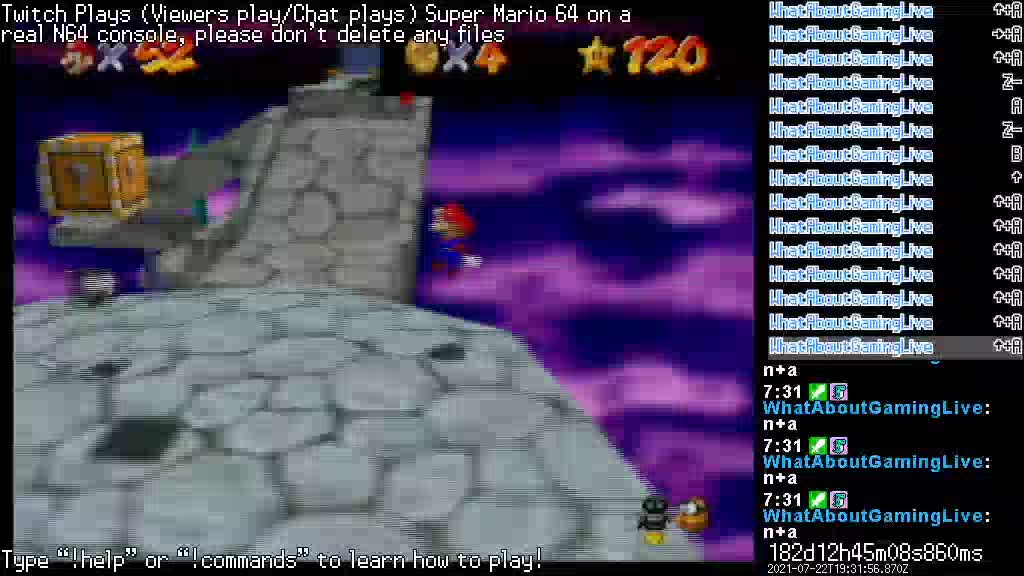 Twitch Plays (Viewers play/Chat plays) Super Mario 64 on a
real N64 console, please don't delete any files
x 52 x 4 120
WhatAboutGamingLive ↑+A
WhatAboutGamingLive →+A
WhatAboutGamingLive ↑+A
WhatAboutGamingLive Z-
WhatAboutGamingLive A
WhatAboutGamingLive Z-
WhatAboutGamingLive B
WhatAboutGamingLive ↑
WhatAboutGamingLive ↑+A
WhatAboutGamingLive ↑+A
WhatAboutGamingLive ↑+A
WhatAboutGamingLive ↑+A
WhatAboutGamingLive ↑+A
WhatAboutGamingLive ↑+A
WhatAboutGamingLive ↑+A
n+a
7:31
WhatAboutGamingLive:
n+a
7:31
WhatAboutGamingLive:
n+a
7:31
WhatAboutGamingLive:
n+a
Type "!help" or "!commands" to learn how to play!
182d12h45m08s860ms
2021-07-22T19:31:56.870Z